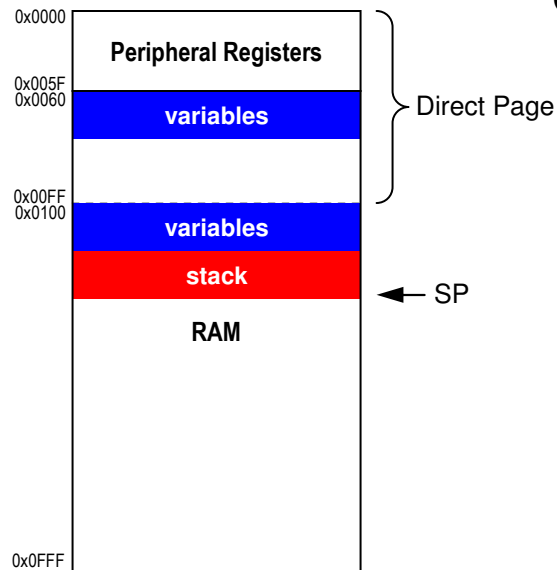 0x0000
Peripheral Registers
0x005F
0x0060
variables
Direct Page
0x00FF
0x0100
variables
stack
SP
RAM
0x0FFF